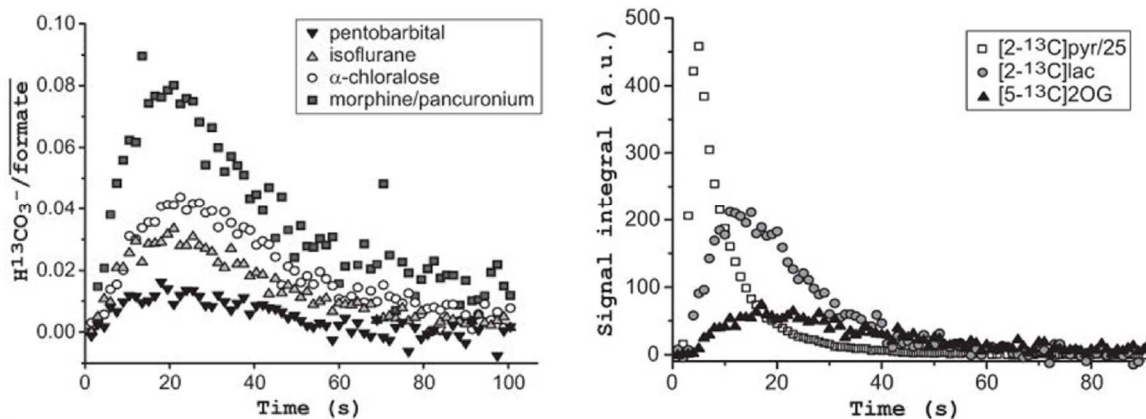 0.10
0.08
0.06
0.04
0.02
0.00
H¹³CO₃⁻/formate
pentobarbital
isoflurane
α-chloralose
morphine/pancuronium
0 20 40 60 80 100
Time (s)
500
400
300
200
100
0
Signal integral (a.u.)
[2-¹³C]pyr/25
[2-¹³C]lac
[5-¹³C]2OG
0 20 40 60 80
Time (s)